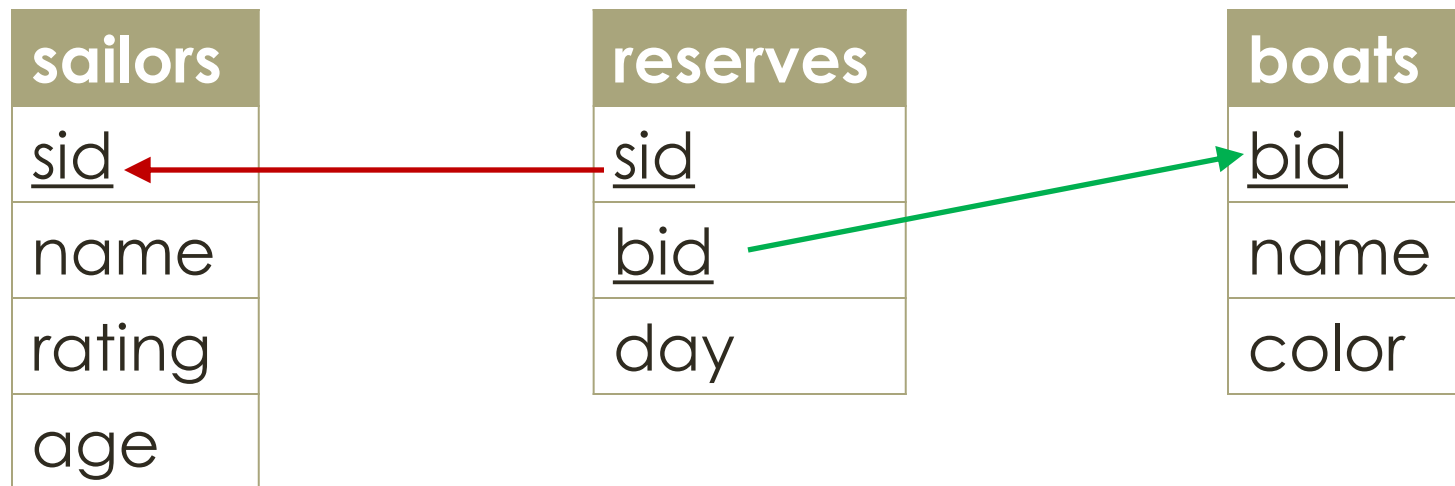 sailors
sid
name
rating
age
reserves
sid
bid
day
boats
bid
name
color